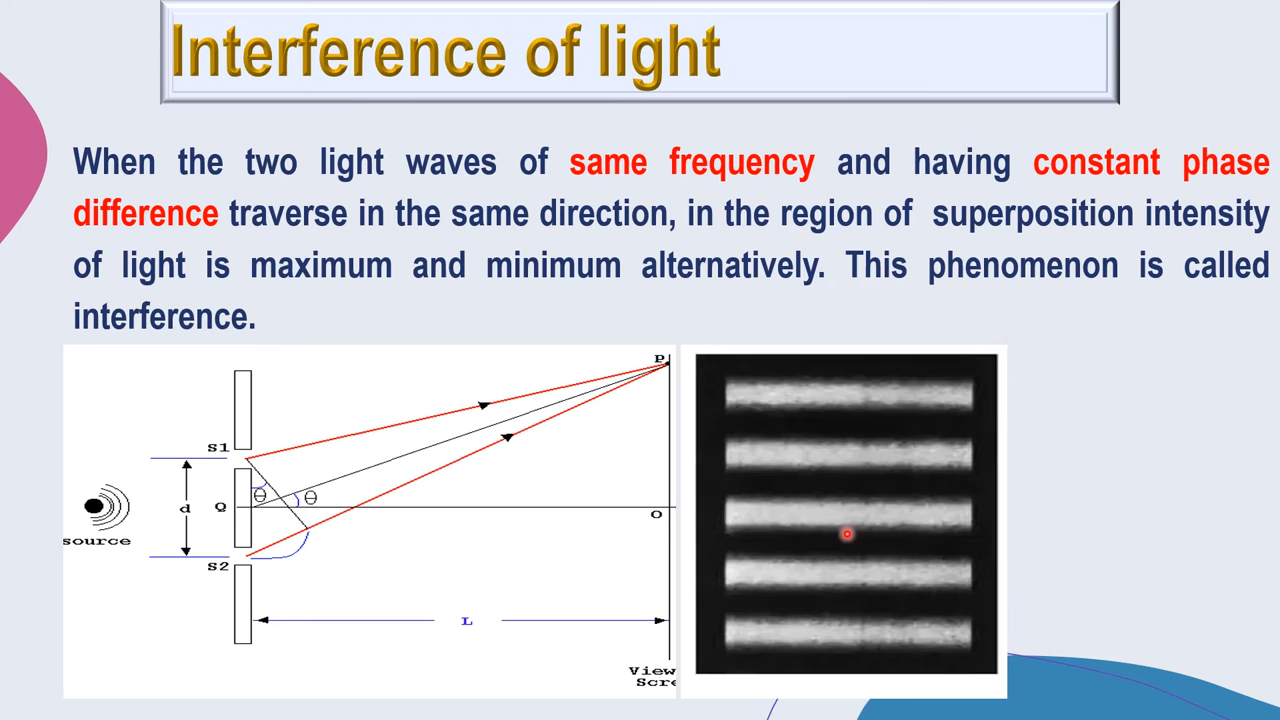 Interference of light
When the two light waves of same frequency and having constant phase
difference traverse in the same direction, in the region of superposition intensity
of light is maximum and minimum alternatively. This phenomenon is called
interference.
P
S1
θ
θ
Q
d
O
source
S2
L
View
Scre